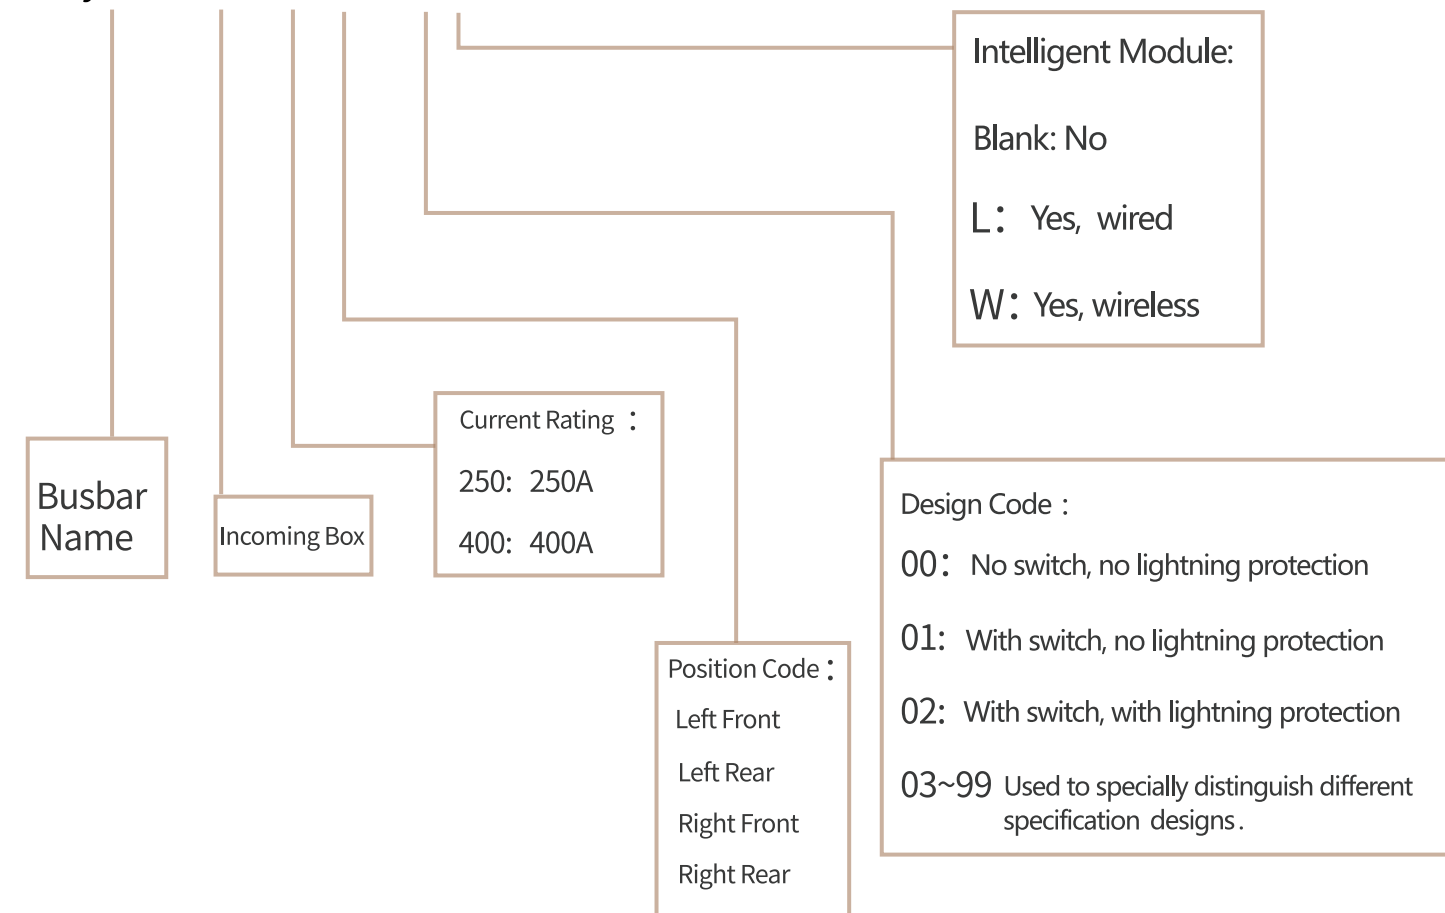 Intelligent Module:
Blank: No
L: Yes, wired
W: Yes, wireless
Current Rating :
250: 250A
400: 400A
Busbar
Name
Incoming Box
Design Code :
00: No switch, no lightning protection
01: With switch, no lightning protection
02: With switch, with lightning protection
03~99 Used to specially distinguish different
specification designs.
Position Code :
Left Front
Left Rear
Right Front
Right Rear